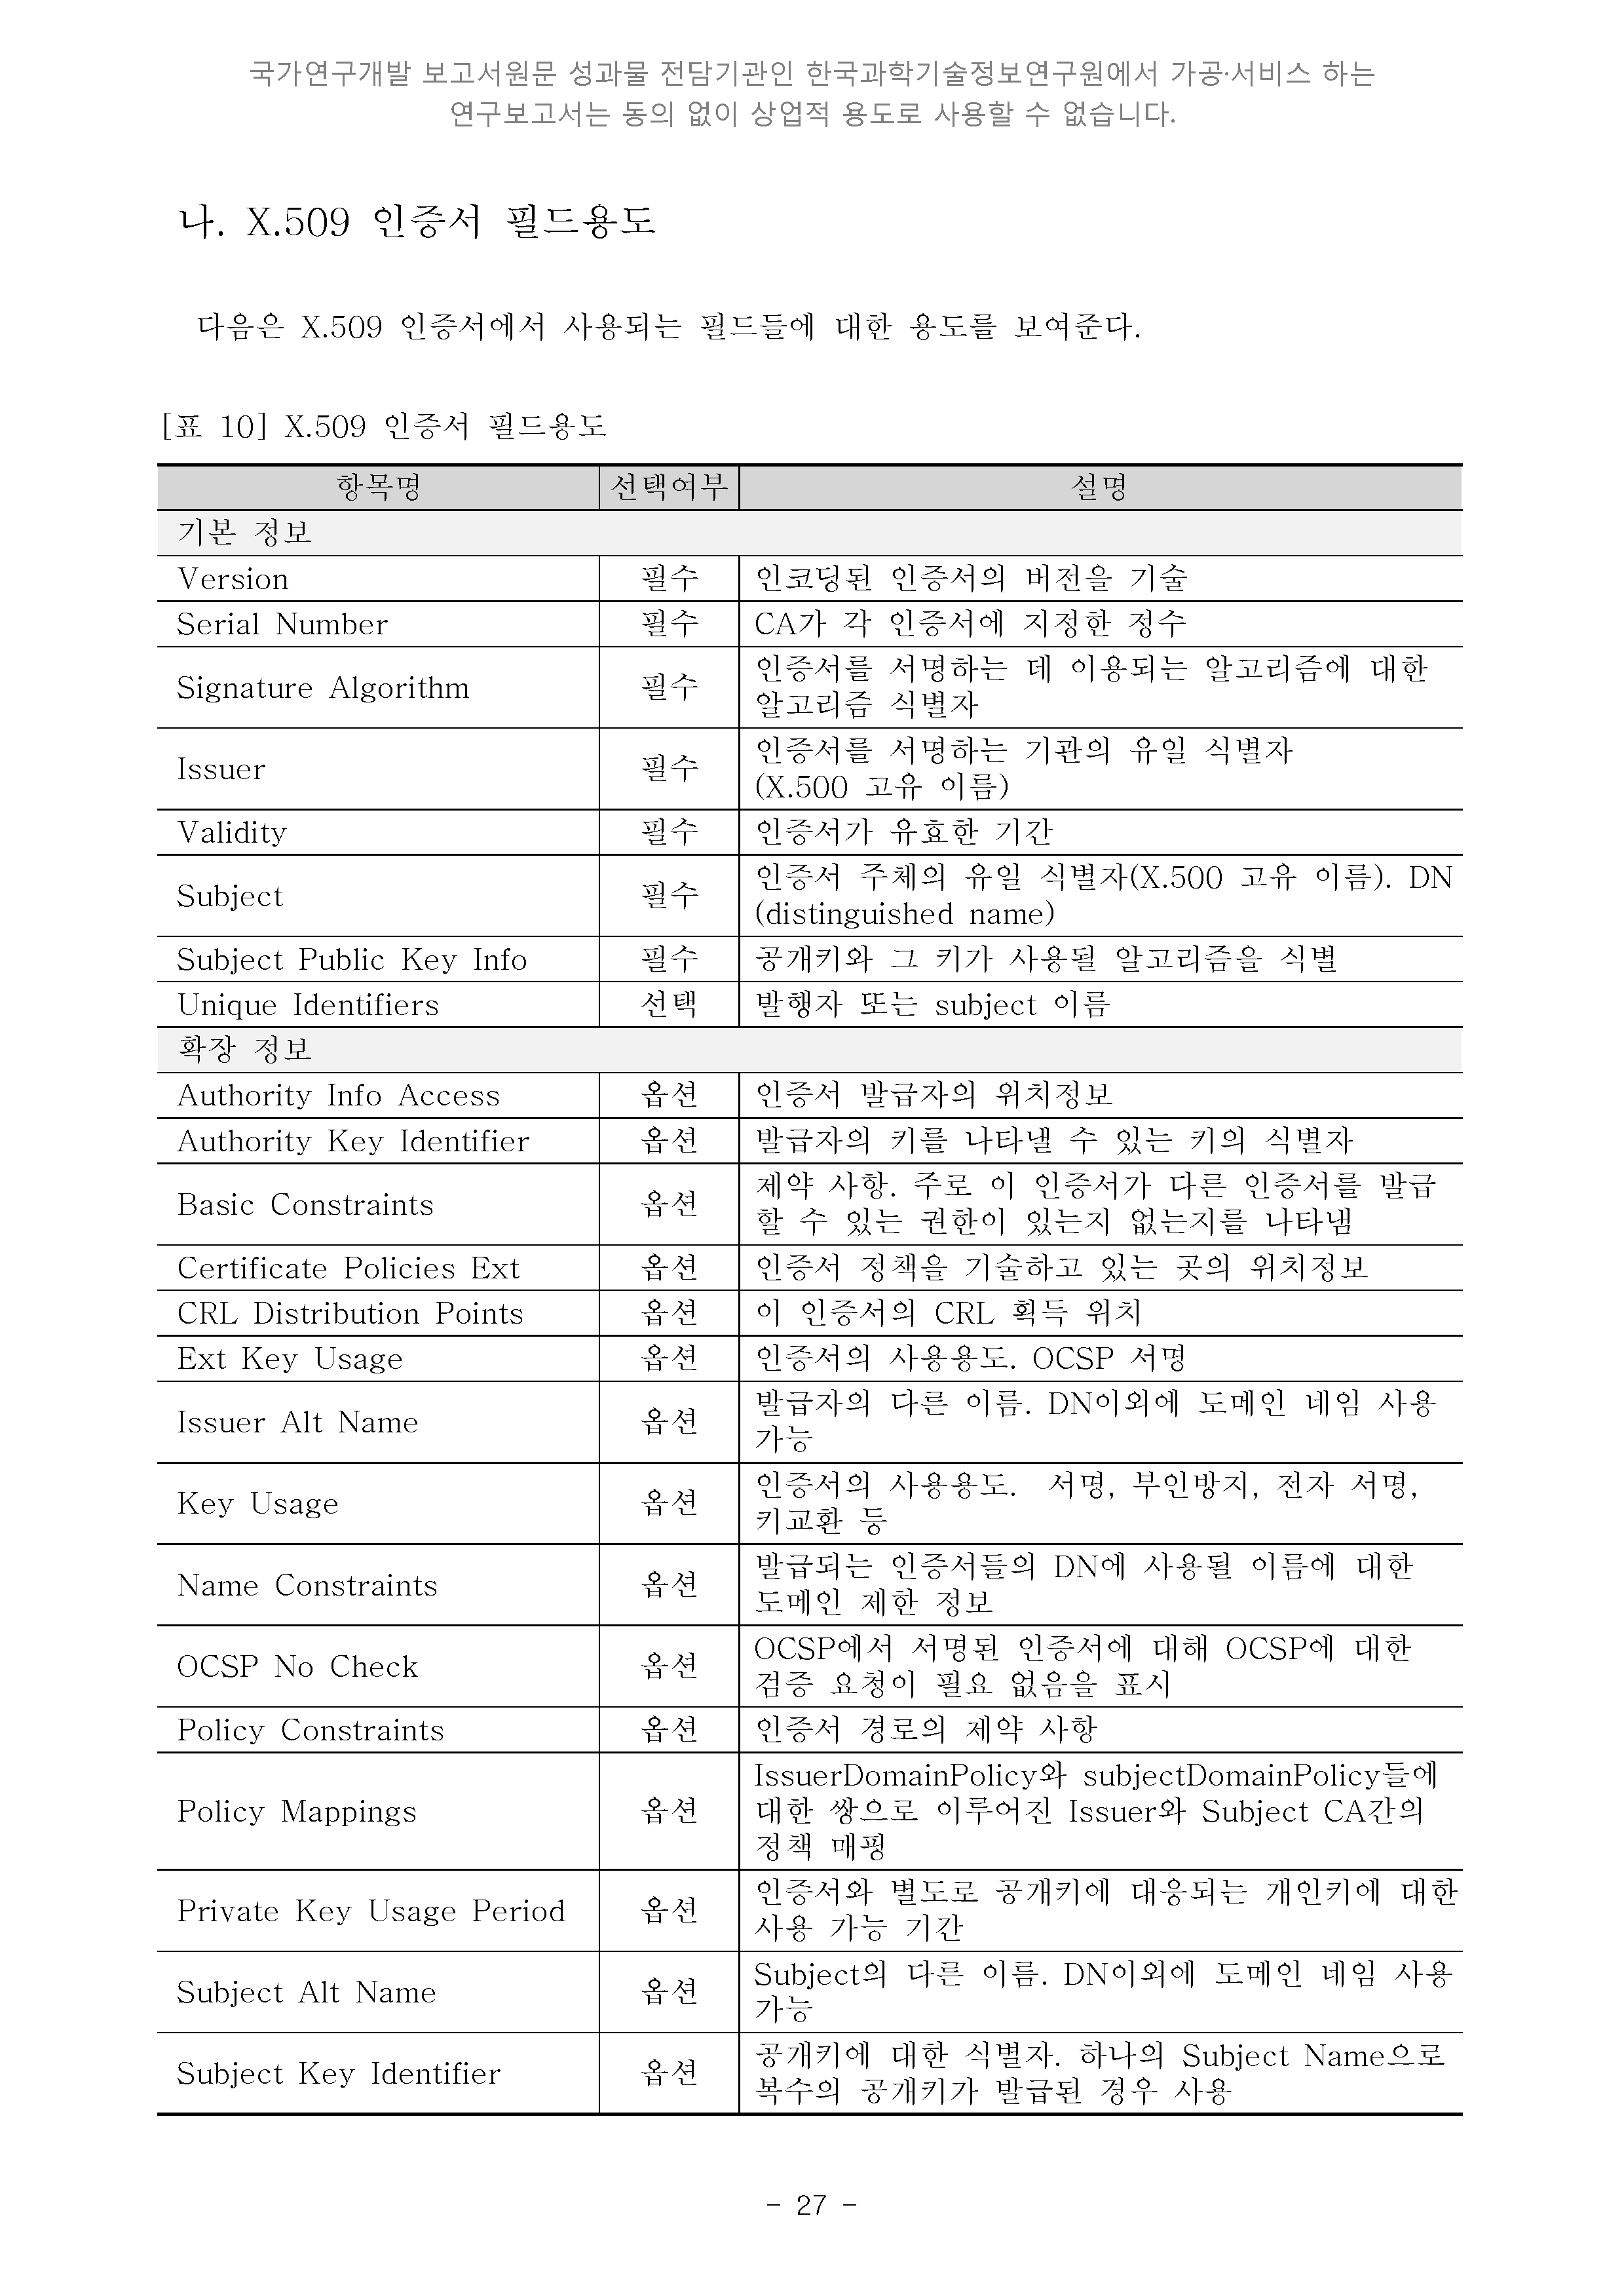 국가연구개발 보고서원문 성과물 전담기관인 한국과학기술정보연구원에서 가공·서비스 하는
연구보고서는 동의 없이 상업적 용도로 사용할 수 없습니다.
나. X.509 인증서 필드용도
다음은 X.509 인증서에서 사용되는 필드들에 대한 용도를 보여준다.
[표 10] X.509 인증서 필드용도
항목명 선택여부 설명
기본 정보
Version 필수 인코딩된 인증서의 버전을 기술
Serial Number 필수 CA가 각 인증서에 지정한 정수
Signature Algorithm 필수 인증서를 서명하는 데 이용되는 알고리즘에 대한
알고리즘 식별자
Issuer 필수 인증서를 서명하는 기관의 유일 식별자
(X.500 고유 이름)
Validity 필수 인증서가 유효한 기간
Subject 필수 인증서 주체의 유일 식별자(X.500 고유 이름). DN
(distinguished name)
Subject Public Key Info 필수 공개키와 그 키가 사용될 알고리즘을 식별
Unique Identifiers 선택 발행자 또는 subject 이름
확장 정보
Authority Info Access 옵션 인증서 발급자의 위치정보
Authority Key Identifier 옵션 발급자의 키를 나타낼 수 있는 키의 식별자
Basic Constraints 옵션 제약 사항. 주로 이 인증서가 다른 인증서를 발급
할 수 있는 권한이 있는지 없는지를 나타냄
Certificate Policies Ext 옵션 인증서 정책을 기술하고 있는 곳의 위치정보
CRL Distribution Points 옵션 이 인증서의 CRL 획득 위치
Ext Key Usage 옵션 인증서의 사용용도. OCSP 서명
Issuer Alt Name 옵션 발급자의 다른 이름. DN이외에 도메인 네임 사용
가능
Key Usage 옵션 인증서의 사용용도. 서명, 부인방지, 전자 서명,
키교환 등
Name Constraints 옵션 발급되는 인증서들의 DN에 사용될 이름에 대한
도메인 제한 정보
OCSP No Check 옵션 OCSP에서 서명된 인증서에 대해 OCSP에 대한
검증 요청이 필요 없음을 표시
Policy Constraints 옵션 인증서 경로의 제약 사항
Policy Mappings 옵션 IssuerDomainPolicy와 subjectDomainPolicy들에
대한 쌍으로 이루어진 Issuer와 Subject CA간의
정책 매핑
Private Key Usage Period 옵션 인증서와 별도로 공개키에 대응되는 개인키에 대한
사용 가능 기간
Subject Alt Name 옵션 Subject의 다른 이름. DN이외에 도메인 네임 사용
가능
Subject Key Identifier 옵션 공개키에 대한 식별자. 하나의 Subject Name으로
복수의 공개키가 발급된 경우 사용
- 27 -